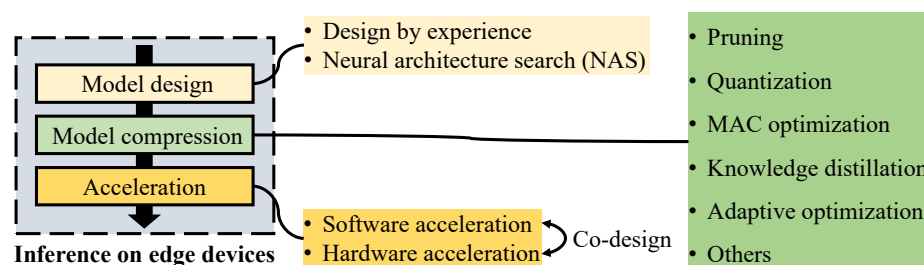 Model design
Model compression
Acceleration
Inference on edge devices
• Design by experience
• Neural architecture search (NAS)
• Software acceleration
• Hardware acceleration
Co-design
• Pruning
• Quantization
• MAC optimization
• Knowledge distillation
• Adaptive optimization
• Others